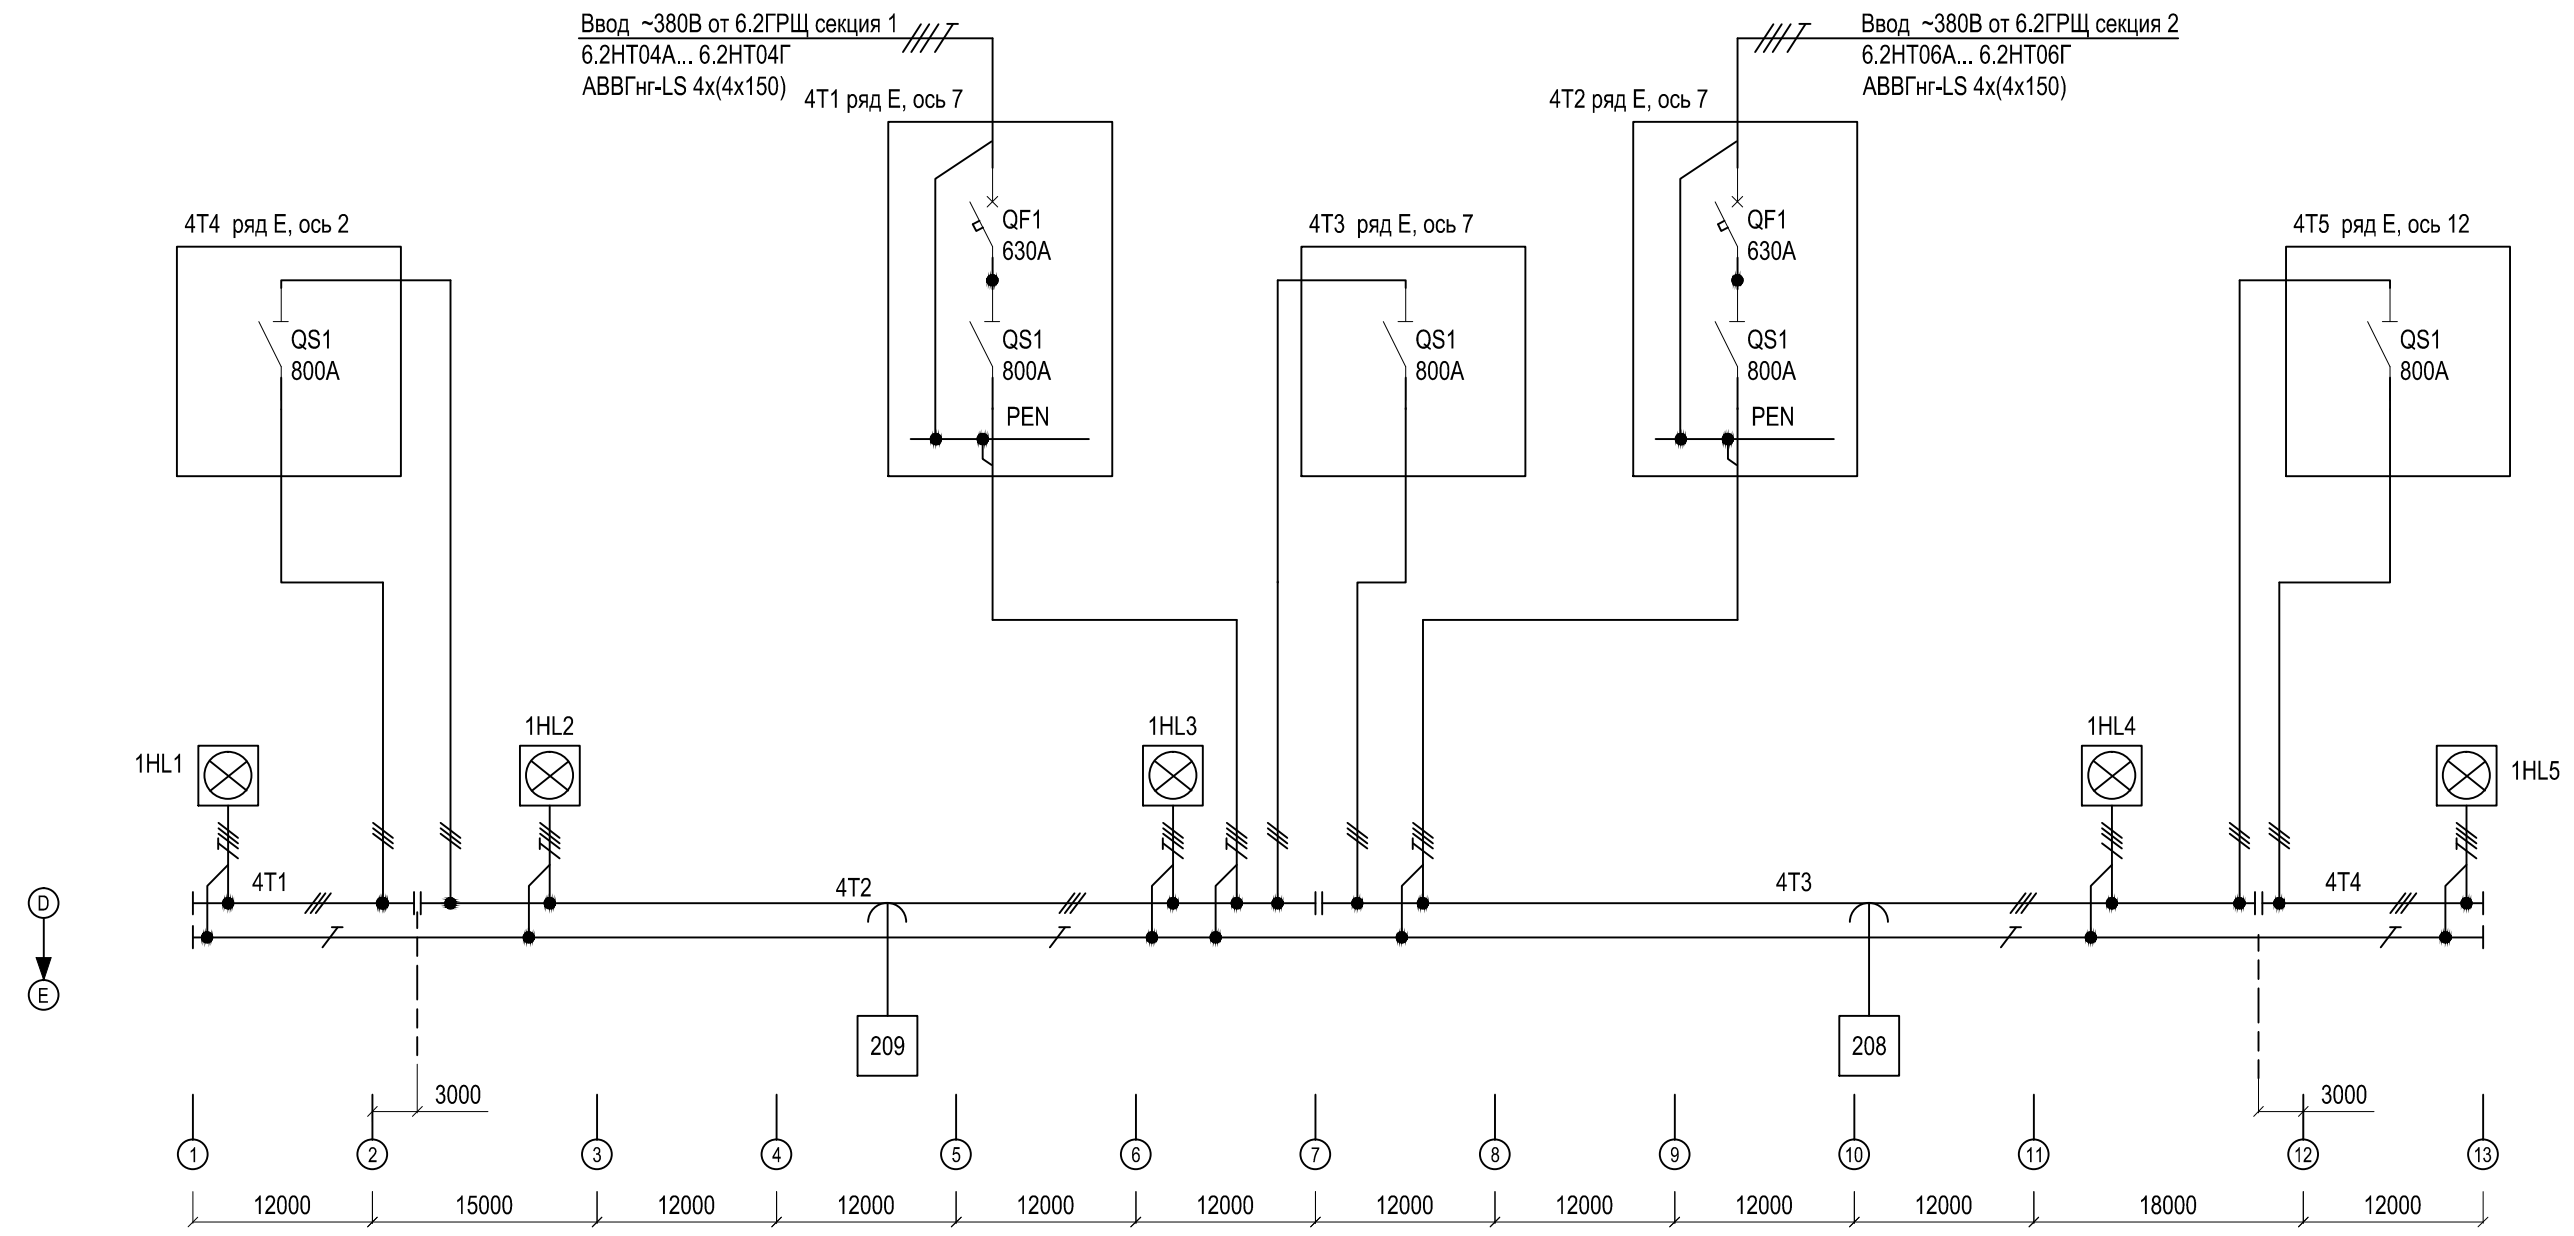 Ввод ~380В от 6.2ГРЩ секция 1
6.2НТ04А... 6.2НТ04Г
АВВГнг-LS 4х(4х150)
Ввод ~380В от 6.2ГРЩ секция 2
6.2НТ06А... 6.2НТ06Г
АВВГнг-LS 4х(4х150)
4Т1 ряд Е, ось 7
4Т2 ряд Е, ось 7
4Т4 ряд Е, ось 2
4Т3 ряд Е, ось 7
4Т5 ряд Е, ось 12
QF1
630А
QF1
630А
QS1
800А
QS1
800А
QS1
800А
QS1
800А
QS1
800А
PEN
PEN
1HL1
1HL2
1HL3
1HL4
1HL5
4Т1
4Т2
4Т3
4Т4
D
E
209
208
3000
3000
1
2
3
4
5
6
7
8
9
10
11
12
13
12000
15000
12000
12000
12000
12000
12000
12000
12000
12000
18000
12000